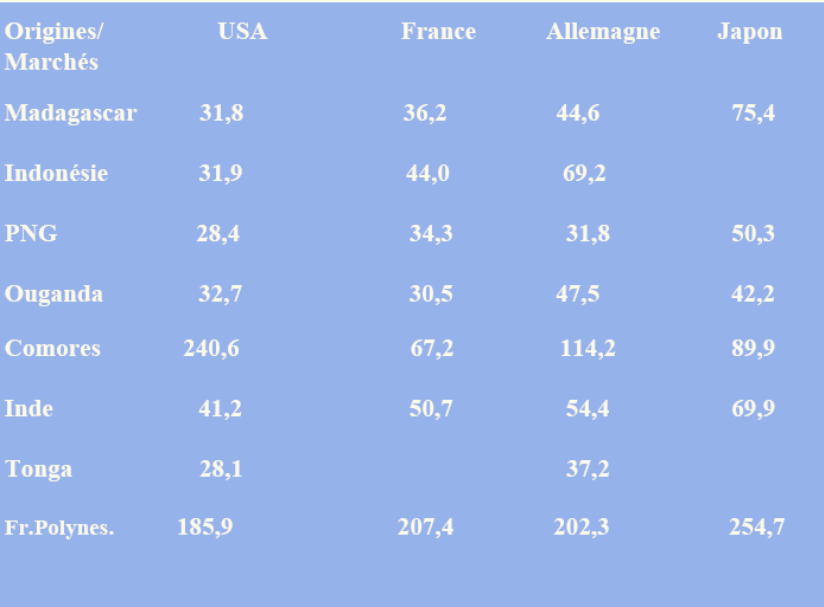 Origines/ USA France Allemagne Japon
Marchés
Madagascar 31,8 36,2 44,6 75,4
Indonésie 31,9 44,0 69,2
PNG 28,4 34,3 31,8 50,3
Ouganda 32,7 30,5 47,5 42,2
Comores 240,6 67,2 114,2 89,9
Inde 41,2 50,7 54,4 69,9
Tonga 28,1 37,2
Fr.Polynes. 185,9 207,4 202,3 254,7